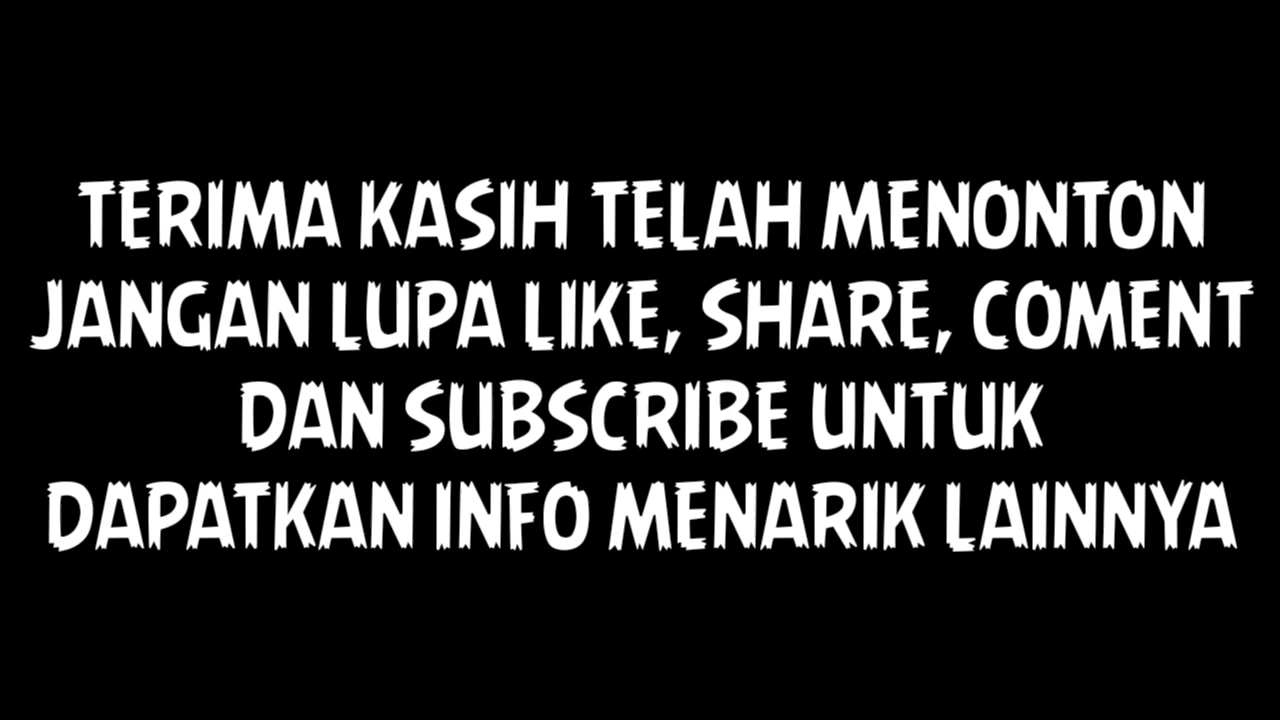 TERIMA KASIH TELAH MENONTON
JANGAN LUPA LIKE, SHARE, COMENT
DAN SUBSCRIBE UNTUK
DAPATKAN INFO MENARIK LAINNYA